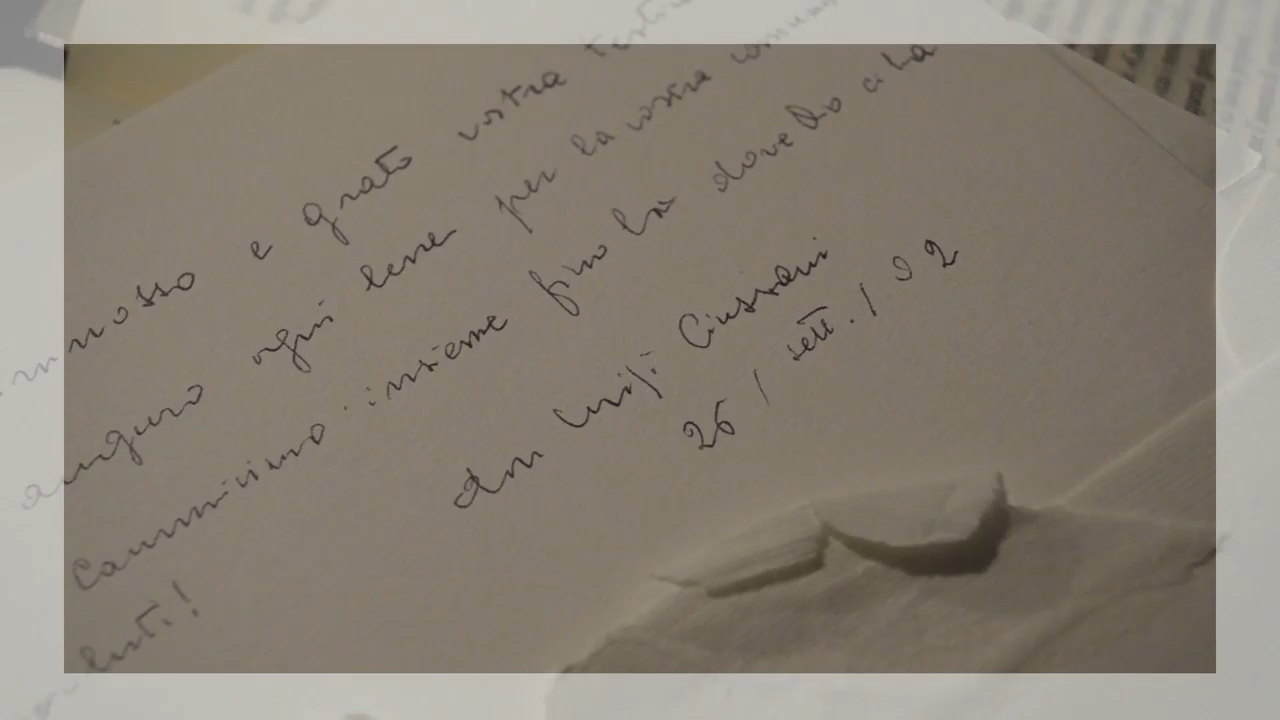 e grato vostra
auguro ogni bene per la vostra
Camminiamo insieme fino là dove Dio ci ha
don Luigi Giussani
26 / sett. / 92